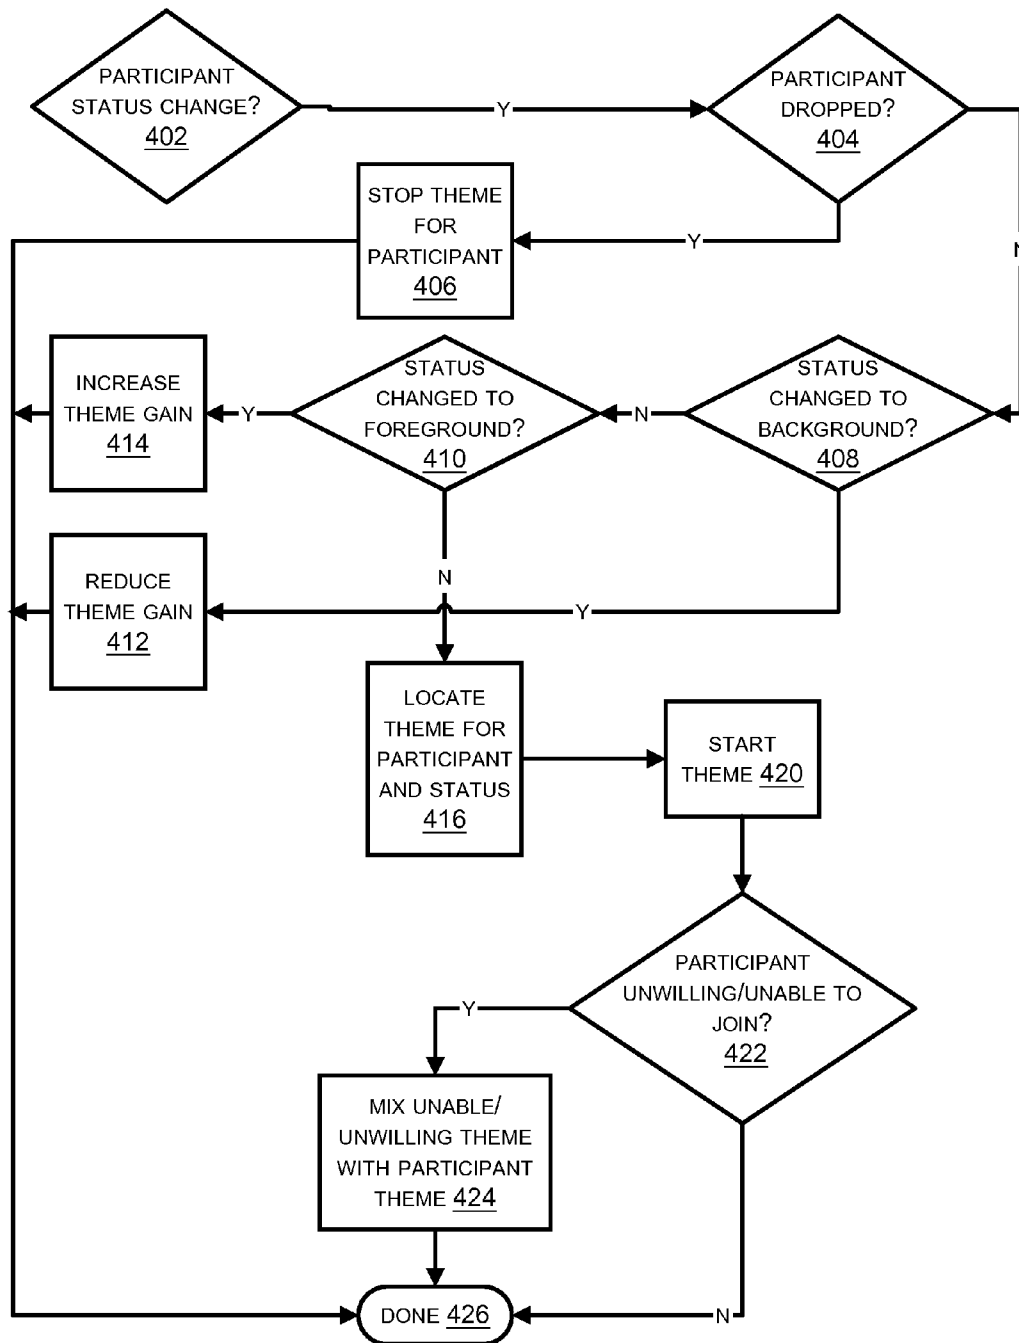 PARTICIPANT
STATUS CHANGE?
402
Y
PARTICIPANT
DROPPED?
404
N
Y
STOP THEME
FOR
PARTICIPANT
406
STATUS
CHANGED TO
BACKGROUND?
408
N
STATUS
CHANGED TO
FOREGROUND?
410
Y
INCREASE
THEME GAIN
414
N
Y
REDUCE
THEME GAIN
412
LOCATE
THEME FOR
PARTICIPANT
AND STATUS
416
START
THEME 420
PARTICIPANT
UNWILLING/UNABLE TO
JOIN?
422
Y
MIX UNABLE/
UNWILLING THEME
WITH PARTICIPANT
THEME 424
N
DONE 426